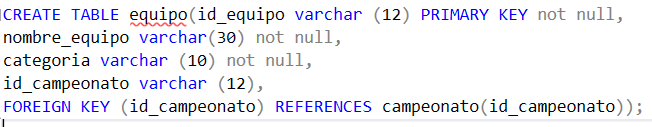 CREATE TABLE equipo(id_equipo varchar (12) PRIMARY KEY not null,
nombre_equipo varchar(30) not null,
categoria varchar (10) not null,
id_campeonato varchar (12),
FOREIGN KEY (id_campeonato) REFERENCES campeonato(id_campeonato));